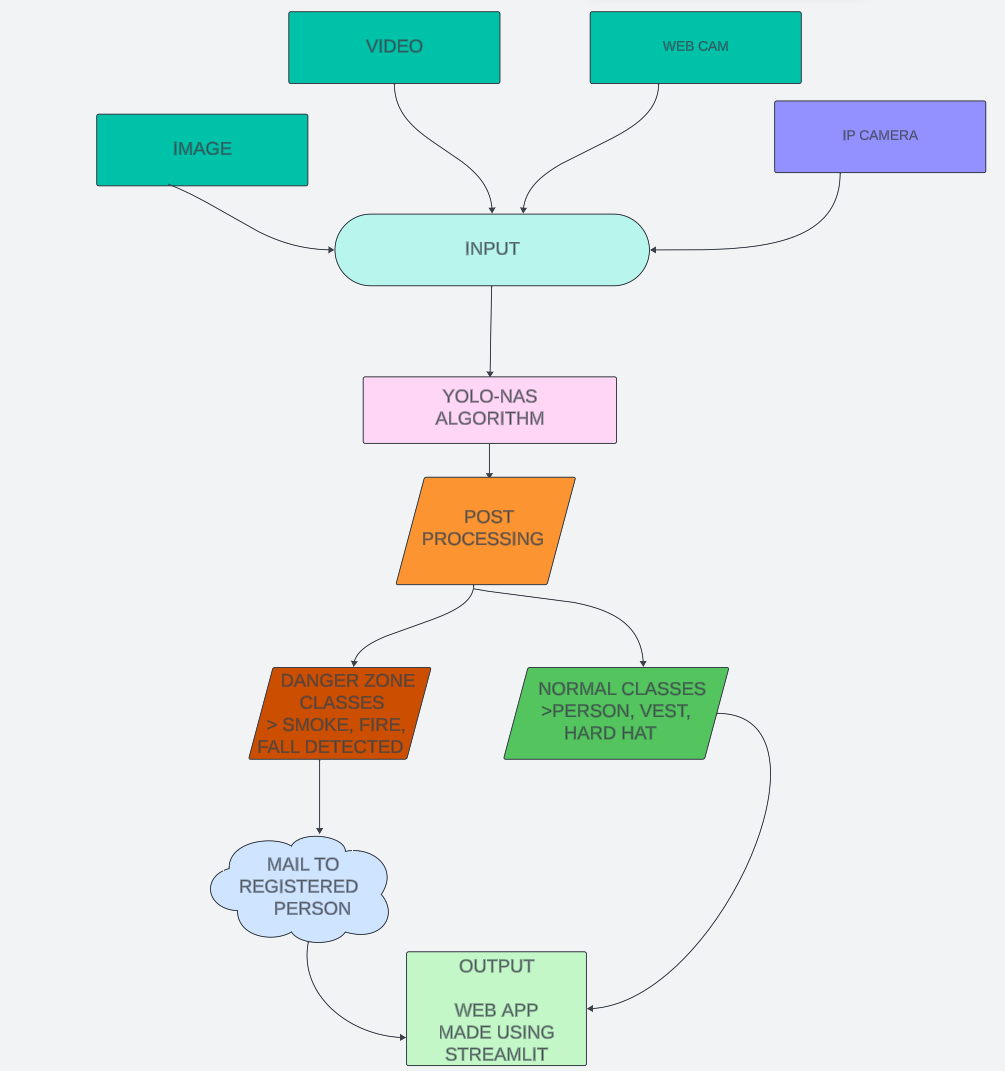 VIDEO
WEB CAM
IP CAMERA
IMAGE
INPUT
YOLO-NAS
ALGORITHM
POST
PROCESSING
DANGER ZONE
CLASSES
> SMOKE, FIRE,
FALL DETECTED
NORMAL CLASSES
>PERSON, VEST,
HARD HAT
MAIL TO
REGISTERED
PERSON
OUTPUT
WEB APP
MADE USING
STREAMLIT